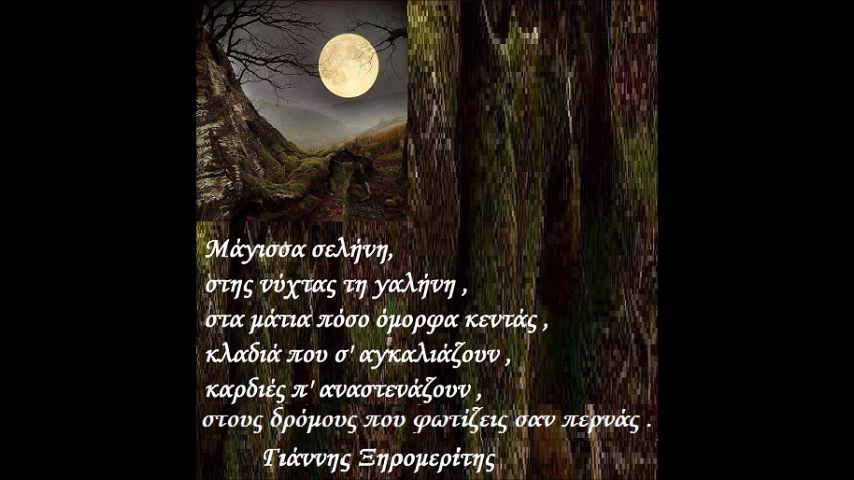 Μάγισσα σελήνη,
στης νύχτας τη γαλήνη ,
στα μάτια πόσο όμορφα κεντάς ,
κλαδιά που σ' αγκαλιάζουν ,
καρδιές π' αναστενάζουν ,
στους δρόμους που φωτίζεις σαν περνάς .
Γιάννης Ξηρομερίτης